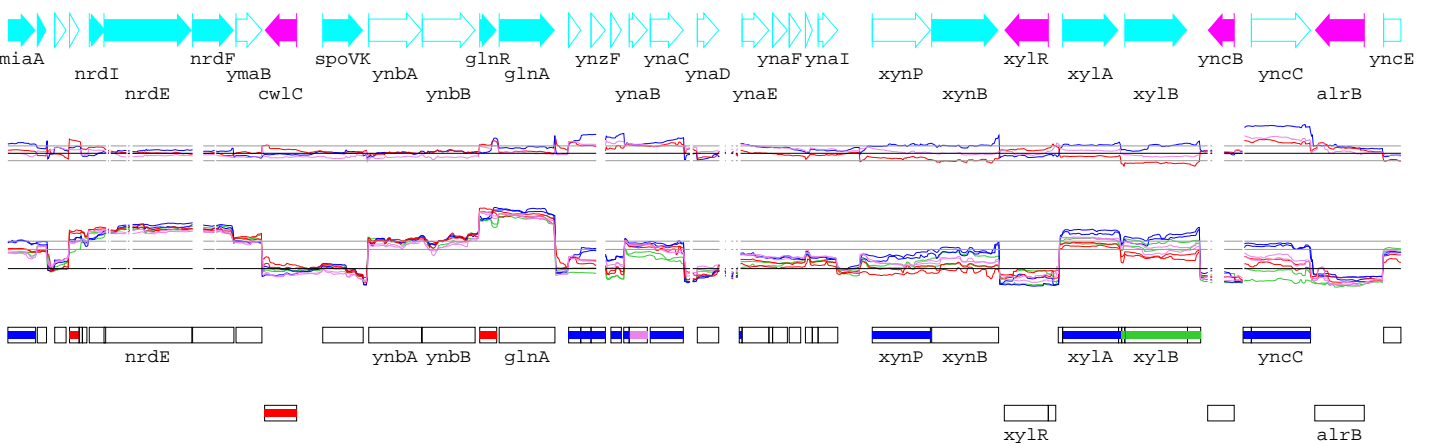 miaA nrdF spoVK glnR ynzF ynaC ynaF ynaI xynP xylR xylA yncB yncC yncE
nrdI ymaB ynbA glnA ynaD xynB xylB alrB
nrdE cwlC ynbB ynaB ynaE
nrdE ynbA ynbB glnA xynP xynB xylA xylB yncC
xylR alrB